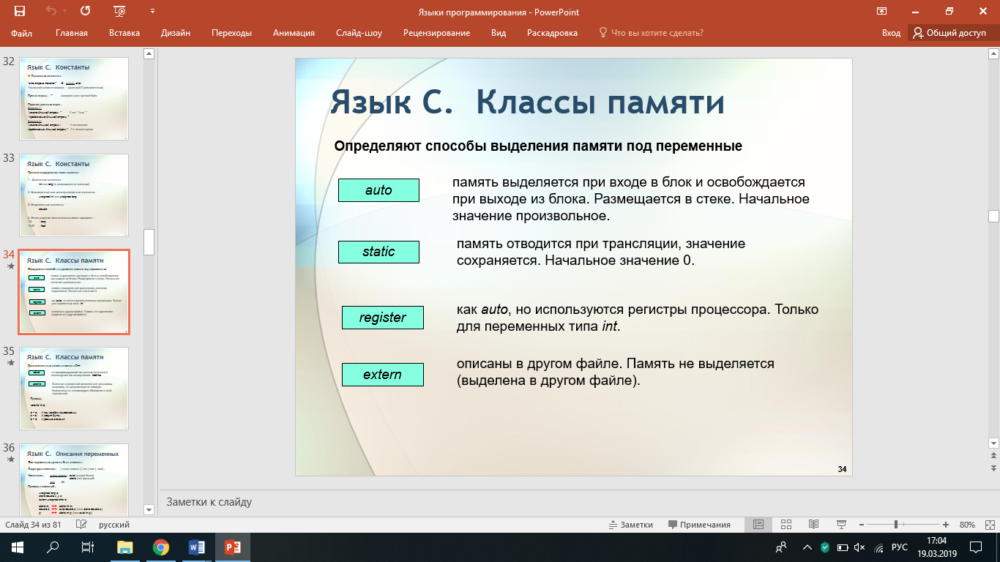 Языки программирования - PowerPoint
Файл Главная Вставка Дизайн Переходы Анимация Слайд-шоу Рецензирование Вид Раскадровка Что вы хотите сделать? Вход Общий доступ
32
Язык С. Константы
33
Язык С. Константы
34
Язык С. Классы памяти
35
Язык С. Классы памяти
36
Язык С. Описания переменных
Язык С. Классы памяти
Определяют способы выделения памяти под переменные
auto
память выделяется при входе в блок и освобождается
при выходе из блока. Размещается в стеке. Начальное
значение произвольное.
static
память отводится при трансляции, значение
сохраняется. Начальное значение 0.
register
как auto, но используются регистры процессора. Только
для переменных типа int.
extern
описаны в другом файле. Память не выделяется
(выделена в другом файле).
34
Заметки к слайду
Слайд 34 из 81 русский Заметки Примечания 80%
РУС
17:04
19.03.2019